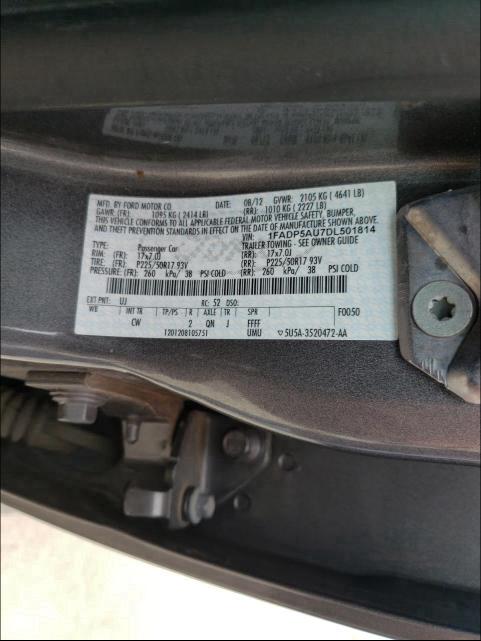 MFD. BY FORD MOTOR CO. DATE: 08/12 GVWR: 2105 KG ( 4641 LB)
GAWR: (FR): 1095 KG (2414 LB) (RR): 1010 KG ( 2227 LB)
THIS VEHICLE CONFORMS TO ALL APPLICABLE FEDERAL MOTOR VEHICLE SAFETY, BUMPER,
AND THEFT PREVENTION STANDARDS IN EFFECT ON THE DATE OF MANUFACTURE SHOWN ABOVE
VIN: 1FADP5AU7DL501814
TYPE: Passenger Car TRAILER TOWING - SEE OWNER GUIDE
RIM: (FR): 17x7.0J (RR): 17x7.0J
TIRE: (FR): P225/50R17 93V (RR): P225/50R17 93V
PRESSURE: (FR): 260 kPa/ 38 PSI COLD (RR): 260 kPa/ 38 PSI COLD
EXT PNT: UJ RC: 52 DSO: F0050
WB INT TR TP/PS R AXLE TR SPR
CW 2 QN J FFFF
1201208105751 UMU 5U5A-3520472-AA